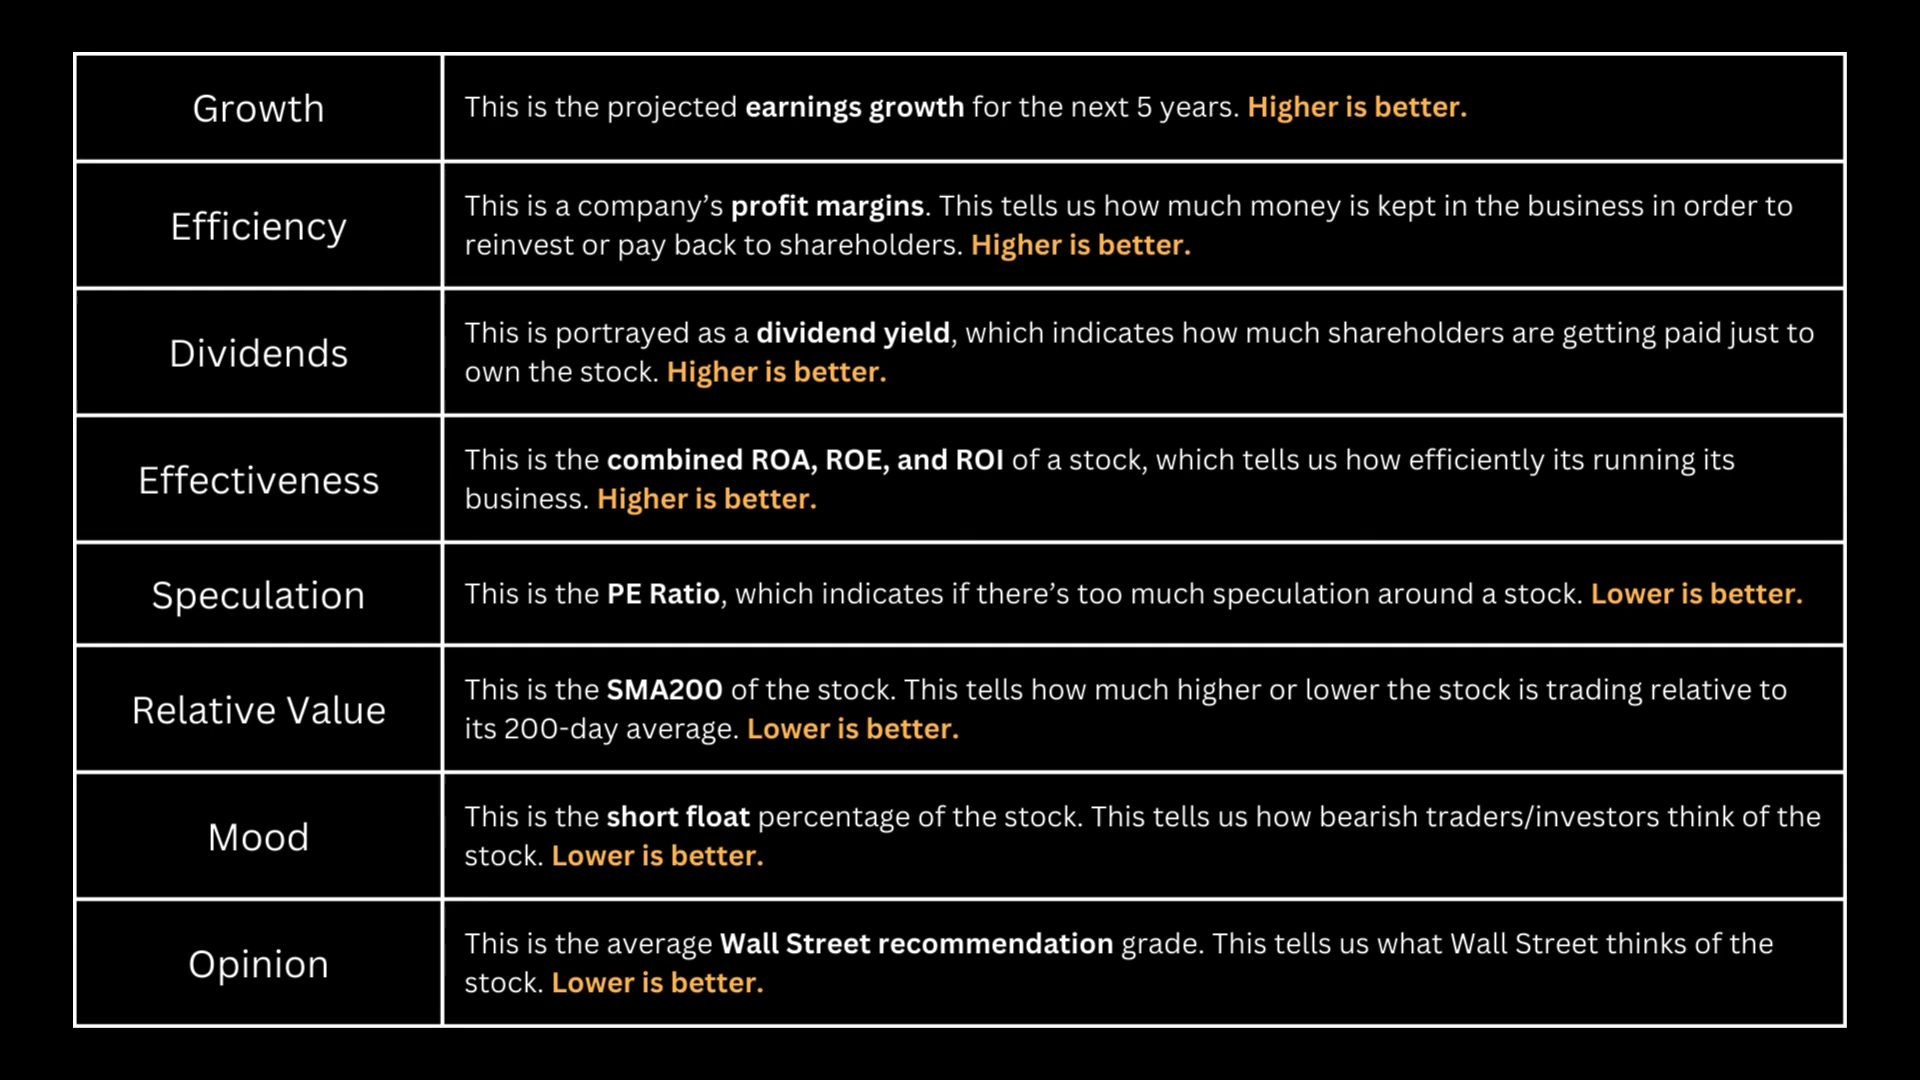 Growth
This is the projected earnings growth for the next 5 years. Higher is better.
Efficiency
This is a company’s profit margins. This tells us how much money is kept in the business in order to
reinvest or pay back to shareholders. Higher is better.
Dividends
This is portrayed as a dividend yield, which indicates how much shareholders are getting paid just to
own the stock. Higher is better.
Effectiveness
This is the combined ROA, ROE, and ROI of a stock, which tells us how efficiently its running its
business. Higher is better.
Speculation
This is the PE Ratio, which indicates if there’s too much speculation around a stock. Lower is better.
Relative Value
This is the SMA200 of the stock. This tells how much higher or lower the stock is trading relative to
its 200-day average. Lower is better.
Mood
This is the short float percentage of the stock. This tells us how bearish traders/investors think of the
stock. Lower is better.
Opinion
This is the average Wall Street recommendation grade. This tells us what Wall Street thinks of the
stock. Lower is better.